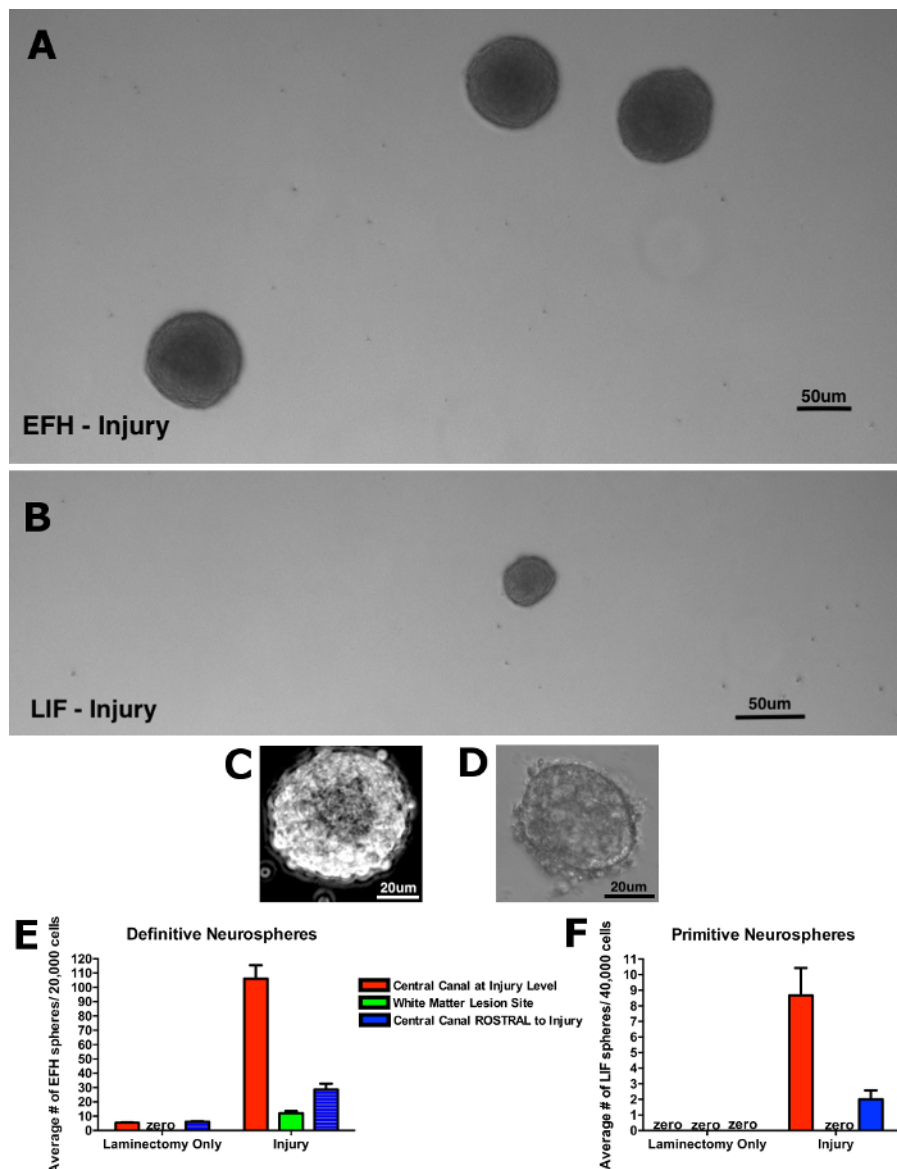 A
50um
EFH - Injury
B
50um
LIF - Injury
C
20um
D
20um
E
Definitive Neurospheres
Average # of EFH spheres/ 20,000 cells
120
110
100
90
80
70
60
50
40
30
20
10
0
zero
Laminectomy Only
Injury
Central Canal at Injury Level
White Matter Lesion Site
Central Canal ROSTRAL to Injury
F
Primitive Neurospheres
Average # of LIF spheres/ 40,000 cells
11
10
9
8
7
6
5
4
3
2
1
0
zero zero zero
zero
Laminectomy Only
Injury